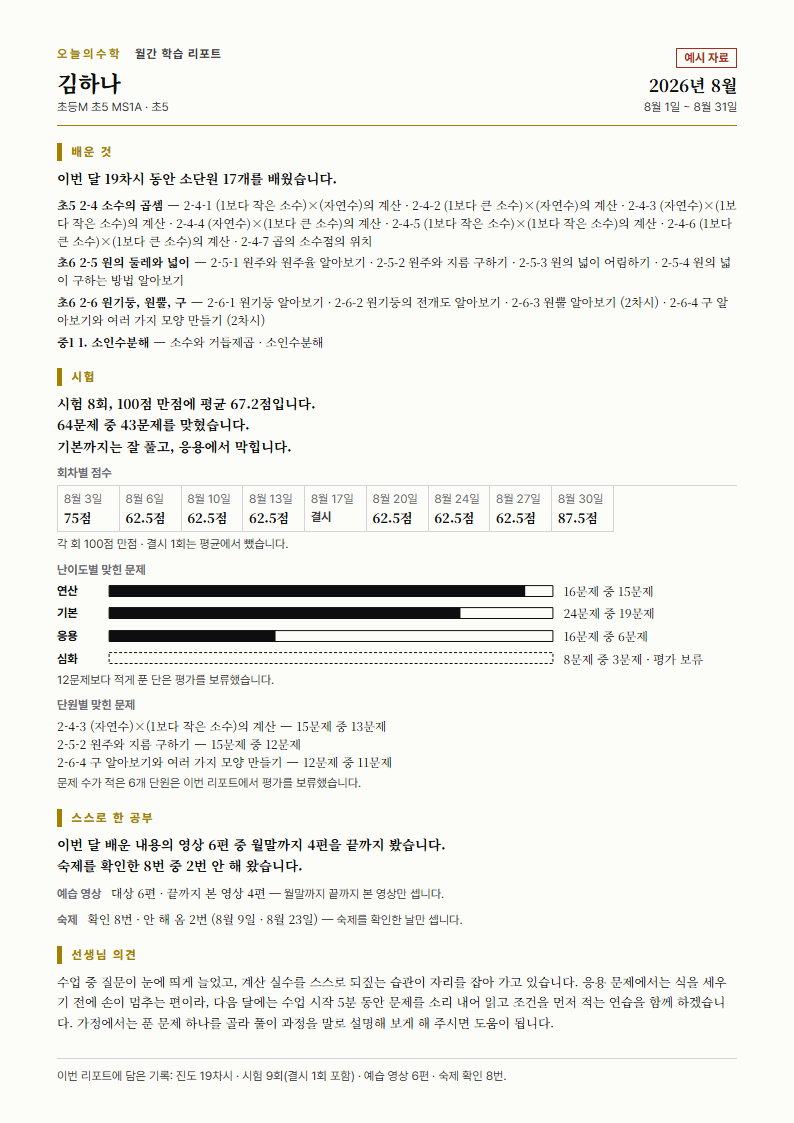 오늘의수학 월간 학습 리포트
예시 자료
김하나
2026년 8월
초등M 초5 MS1A · 초5
8월 1일 ~ 8월 31일
배운 것
이번 달 19차시 동안 소단원 17개를 배웠습니다.
초5 2-4 소수의 곱셈 — 2-4-1 (1보다 작은 소수)×(자연수)의 계산 · 2-4-2 (1보다 큰 소수)×(자연수)의 계산 · 2-4-3 (자연수)×(1보
다 작은 소수)의 계산 · 2-4-4 (자연수)×(1보다 큰 소수)의 계산 · 2-4-5 (1보다 작은 소수)×(1보다 작은 소수)의 계산 · 2-4-6 (1보다
큰 소수)×(1보다 큰 소수)의 계산 · 2-4-7 곱의 소수점의 위치
초6 2-5 원의 둘레와 넓이 — 2-5-1 원주와 원주율 알아보기 · 2-5-2 원주와 지름 구하기 · 2-5-3 원의 넓이 어림하기 · 2-5-4 원의 넓
이 구하는 방법 알아보기
초6 2-6 원기둥, 원뿔, 구 — 2-6-1 원기둥 알아보기 · 2-6-2 원기둥의 전개도 알아보기 · 2-6-3 원뿔 알아보기 (2차시) · 2-6-4 구 알
아보기와 여러 가지 모양 만들기 (2차시)
중1 1. 소인수분해 — 소수와 거듭제곱 · 소인수분해
시험
시험 8회, 100점 만점에 평균 67.2점입니다.
64문제 중 43문제를 맞혔습니다.
기본까지는 잘 풀고, 응용에서 막힙니다.
회차별 점수
8월 3일 8월 6일 8월 10일 8월 13일 8월 17일 8월 20일 8월 24일 8월 27일 8월 30일
75점 62.5점 62.5점 62.5점 결시 62.5점 62.5점 62.5점 87.5점
각 회 100점 만점 · 결시 1회는 평균에서 뺐습니다.
난이도별 맞힌 문제
연산 16문제 중 15문제
기본 24문제 중 19문제
응용 16문제 중 6문제
심화 8문제 중 3문제 · 평가 보류
12문제보다 적게 푼 단은 평가를 보류했습니다.
단원별 맞힌 문제
2-4-3 (자연수)×(1보다 작은 소수)의 계산 — 15문제 중 13문제
2-5-2 원주와 지름 구하기 — 15문제 중 12문제
2-6-4 구 알아보기와 여러 가지 모양 만들기 — 12문제 중 11문제
문제 수가 적은 6개 단원은 이번 리포트에서 평가를 보류했습니다.
스스로 한 공부
이번 달 배운 내용의 영상 6편 중 월말까지 4편을 끝까지 봤습니다.
숙제를 확인한 8번 중 2번 안 해 왔습니다.
예습 영상 대상 6편 · 끝까지 본 영상 4편 — 월말까지 끝까지 본 영상만 셉니다.
숙제 확인 8번 · 안 해 옴 2번 (8월 9일 · 8월 23일) — 숙제를 확인한 날만 셉니다.
선생님 의견
수업 중 질문이 눈에 띄게 늘었고, 계산 실수를 스스로 되짚는 습관이 자리를 잡아 가고 있습니다. 응용 문제에서는 식을 세우
기 전에 손이 멈추는 편이라, 다음 달에는 수업 시작 5분 동안 문제를 소리 내어 읽고 조건을 먼저 적는 연습을 함께 하겠습니
다. 가정에서는 푼 문제 하나를 골라 풀이 과정을 말로 설명해 보게 해 주시면 도움이 됩니다.
이번 리포트에 담은 기록: 진도 19차시 · 시험 9회(결시 1회 포함) · 예습 영상 6편 · 숙제 확인 8번.